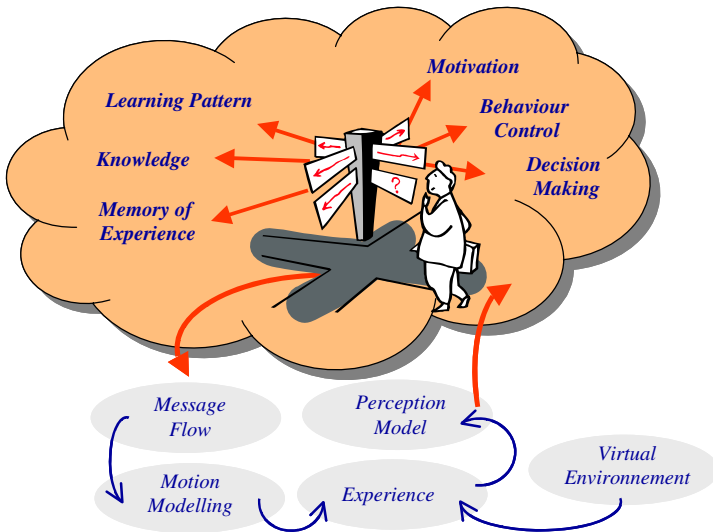 Motivation
Learning Pattern
Behaviour
Control
Knowledge
Decision
Making
Memory of
Experience
?
Message
Flow
Perception
Model
Virtual
Environnement
Motion
Modelling
Experience